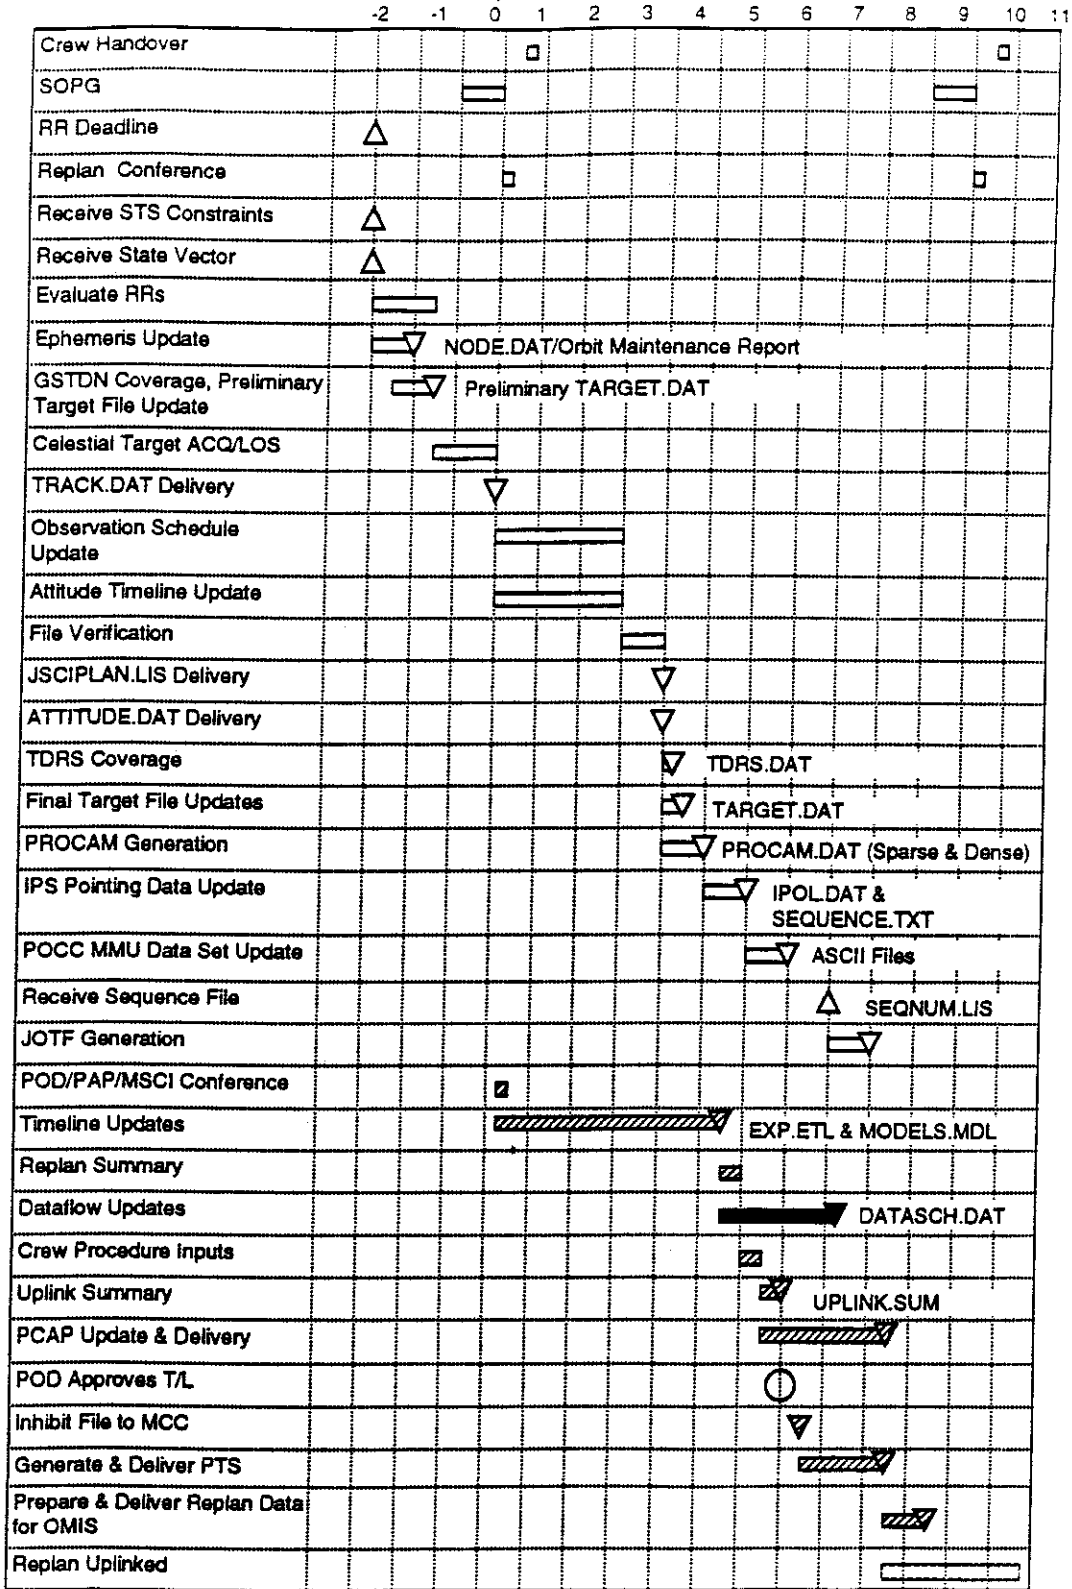 -2 -1 0 1 2 3 4 5 6 7 8 9 10 11
Crew Handover
SOPG
RR Deadline
Replan Conference
Receive STS Constraints
Receive State Vector
Evaluate RRs
Ephemeris Update
NODE.DAT/Orbit Maintenance Report
GSTDN Coverage, Preliminary
Target File Update
Preliminary TARGET.DAT
Celestial Target ACQ/LOS
TRACK.DAT Delivery
Observation Schedule
Update
Attitude Timeline Update
File Verification
JSCIPLAN.LIS Delivery
ATTITUDE.DAT Delivery
TDRS Coverage
TDRS.DAT
Final Target File Updates
TARGET.DAT
PROCAM Generation
PROCAM.DAT (Sparse & Dense)
IPS Pointing Data Update
IPOL.DAT &
SEQUENCE.TXT
POCC MMU Data Set Update
ASCII Files
Receive Sequence File
SEQNUM.LIS
JOTF Generation
POD/PAP/MSCI Conference
Timeline Updates
EXP.ETL & MODELS.MDL
Replan Summary
Dataflow Updates
DATASCH.DAT
Crew Procedure Inputs
Uplink Summary
UPLINK.SUM
PCAP Update & Delivery
POD Approves T/L
Inhibit File to MCC
Generate & Deliver PTS
Prepare & Deliver Replan Data
for OMIS
Replan Uplinked